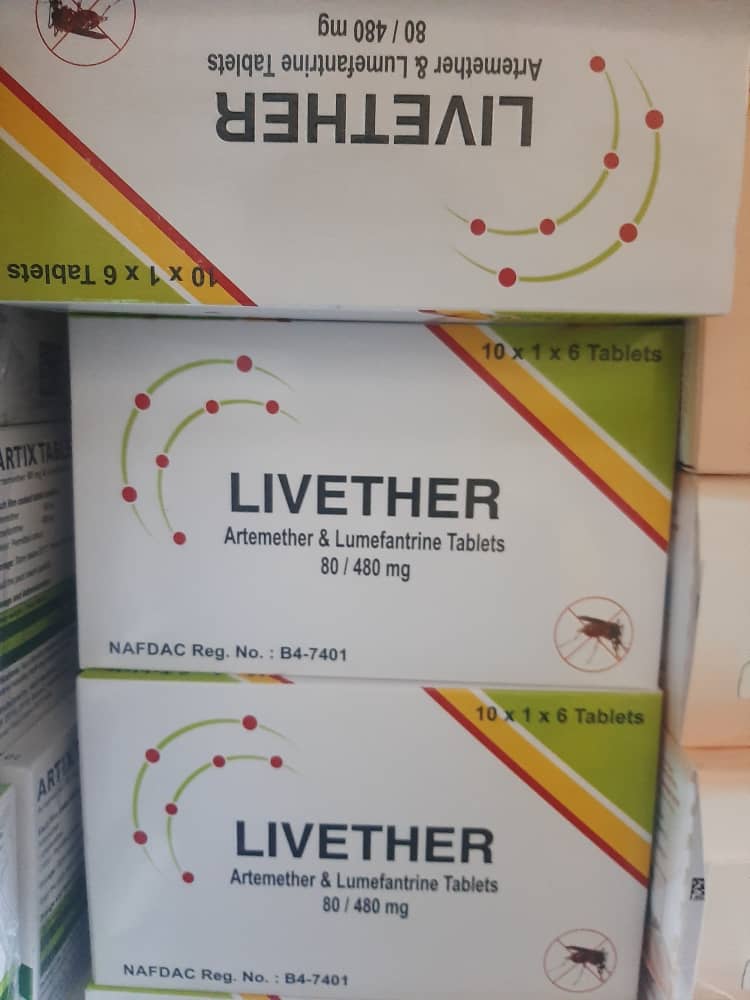 LIVETHER
Artemether & Lumefantrine Tablets
80 / 480 mg
10 x 1 x 6 Tablets
10 x 1 x 6 Tablets
LIVETHER
Artemether & Lumefantrine Tablets
80 / 480 mg
NAFDAC Reg. No. : B4-7401
10 x 1 x 6 Tablets
LIVETHER
Artemether & Lumefantrine Tablets
80 / 480 mg
NAFDAC Reg. No. : B4-7401